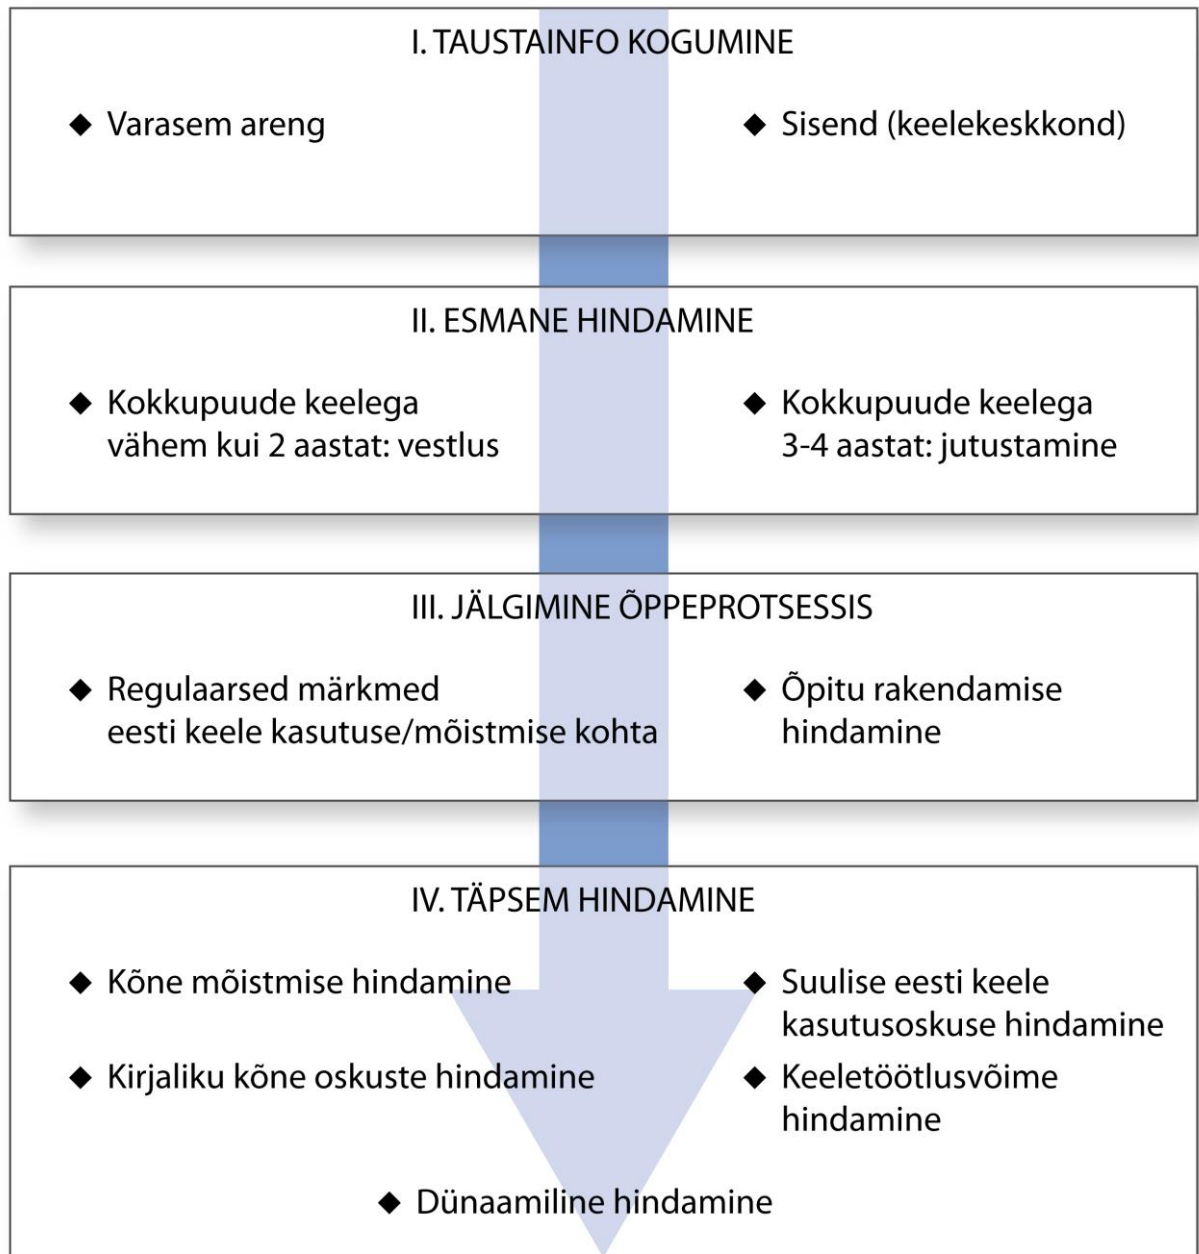 I. TAUSTAINFO KOGUMINE
◆ Varasem areng
◆ Sisend (keelekeskkond)
II. ESMANE HINDAMINE
◆ Kokkupuude keelega
vähem kui 2 aastat: vestlus
◆ Kokkupuude keelega
3-4 aastat: jutustamine
III. JÄLGIMINE ÕPPEPROTSESSIS
◆ Regulaarsed märkmed
eesti keele kasutuse/mõistmise kohta
◆ Õpitu rakendamise
hindamine
IV. TÄPSEM HINDAMINE
◆ Kõne mõistmise hindamine
◆ Suulise eesti keele
kasutusoskuse hindamine
◆ Kirjaliku kõne oskuste hindamine
◆ Keeletöötlusvõime
hindamine
◆ Dünaamiline hindamine